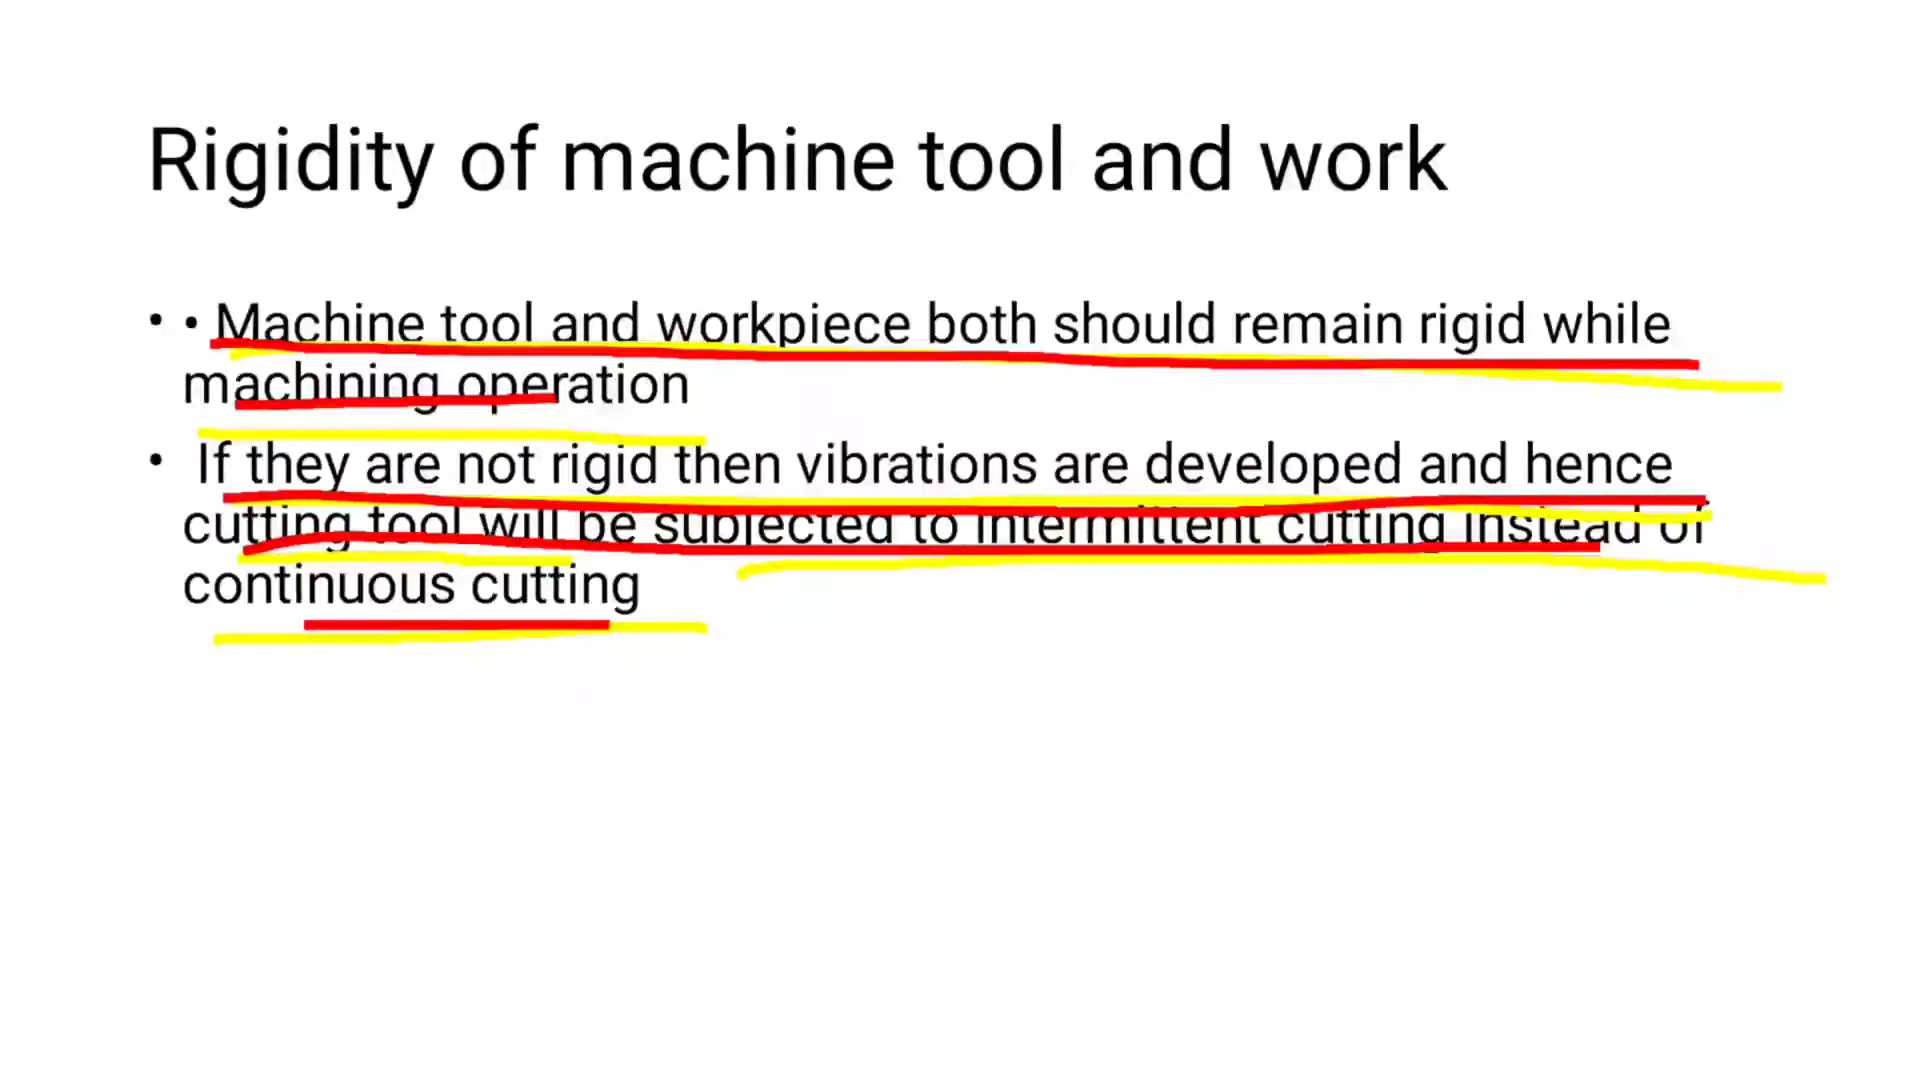 Rigidity of machine tool and work
• • Machine tool and workpiece both should remain rigid while
machining operation
• If they are not rigid then vibrations are developed and hence
cutting tool will be subjected to intermittent cutting instead of
continuous cutting